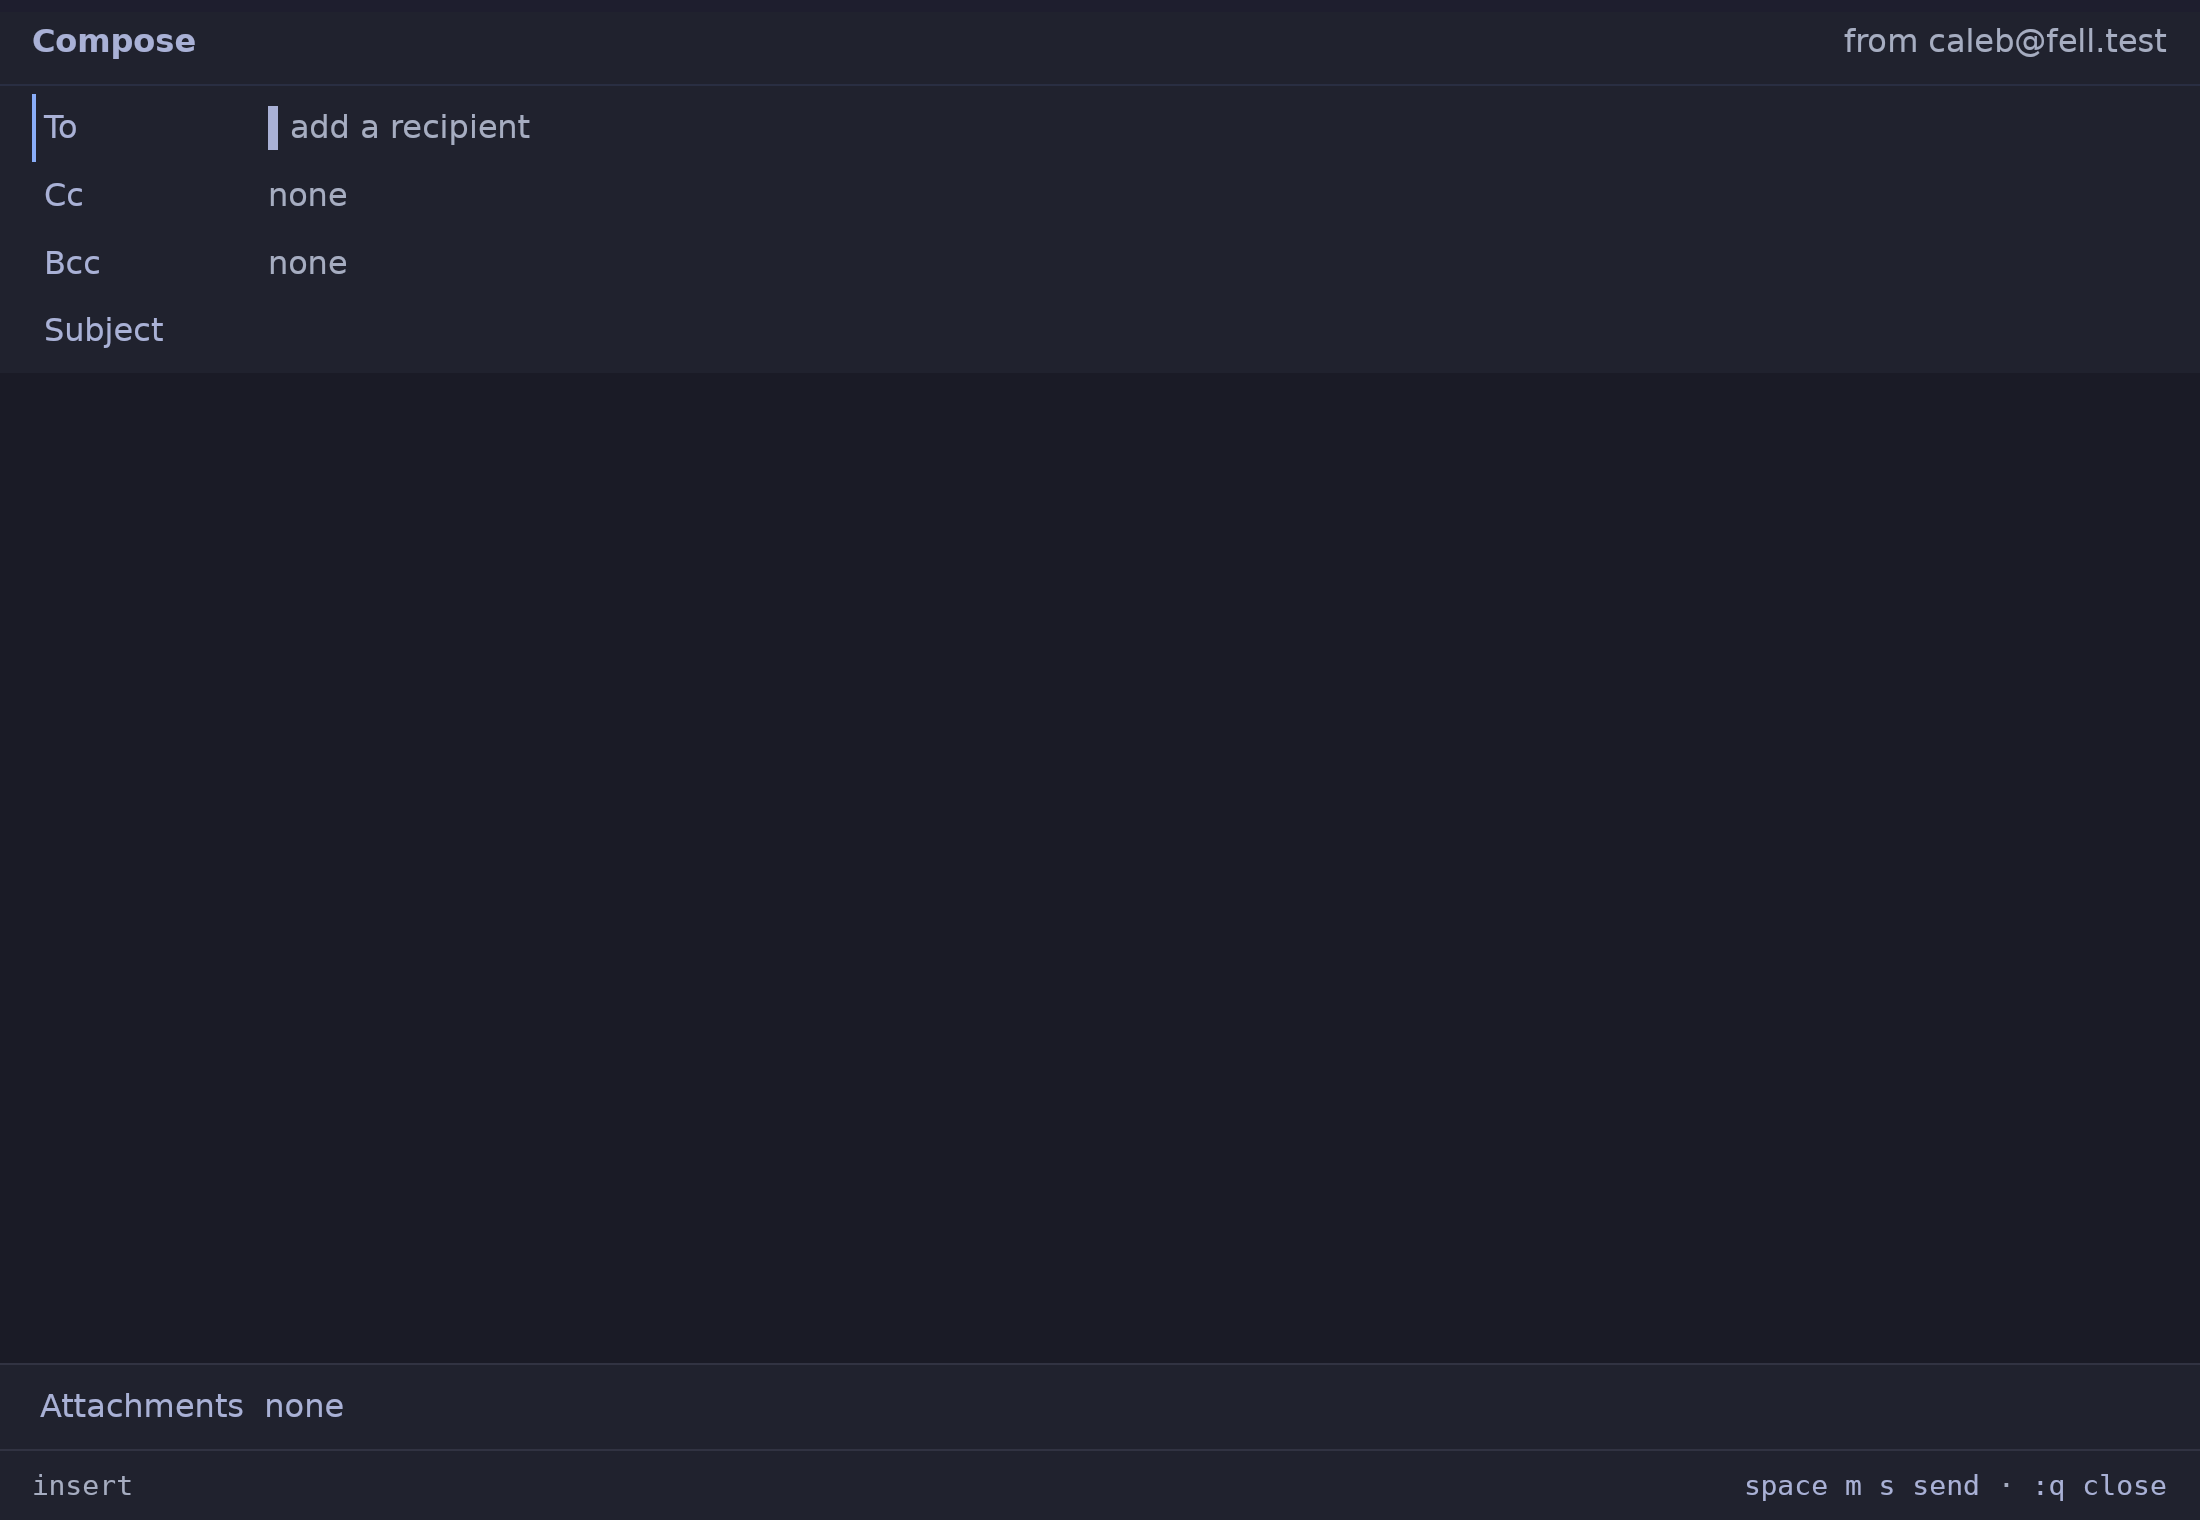 Compose from caleb@fell.test
To add a recipient
Cc none
Bcc none
Subject
Attachments none
insert space m s send · :q close